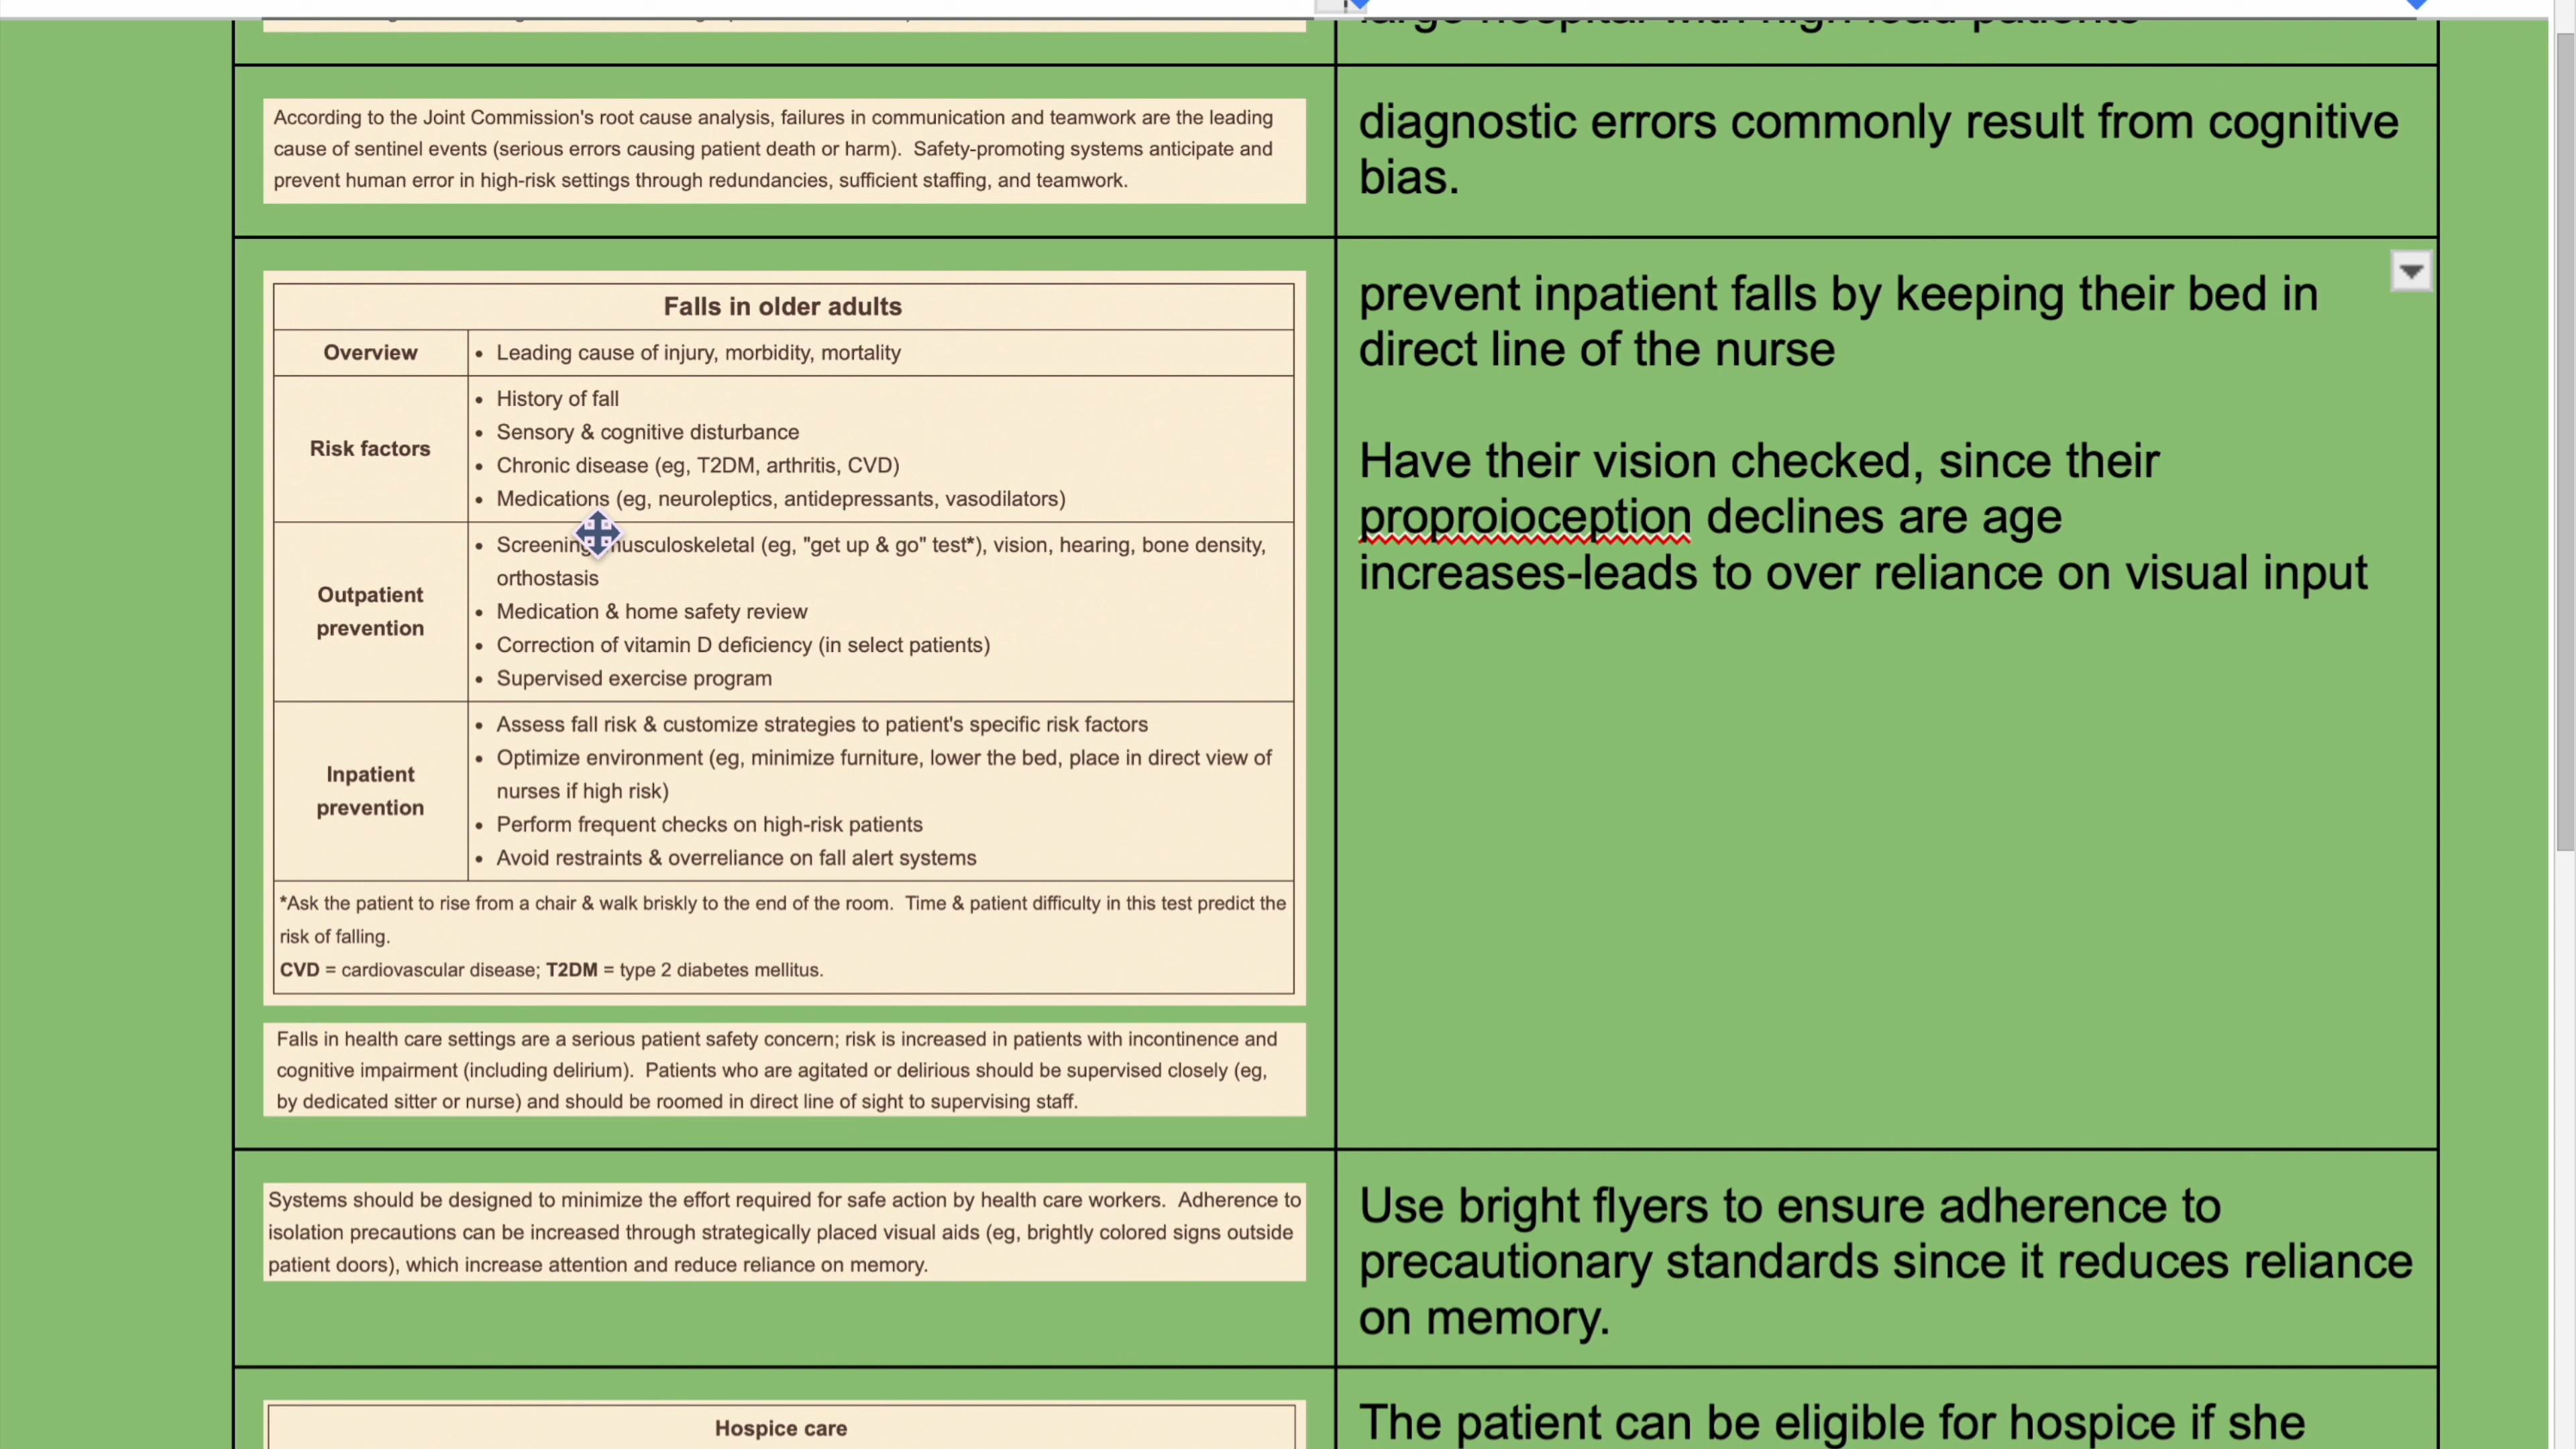 large hospital with high load patients
According to the Joint Commission's root cause analysis, failures in communication and teamwork are the leading
cause of sentinel events (serious errors causing patient death or harm). Safety-promoting systems anticipate and
prevent human error in high-risk settings through redundancies, sufficient staffing, and teamwork.
diagnostic errors commonly result from cognitive
bias.
Falls in older adults
Overview
• Leading cause of injury, morbidity, mortality
Risk factors
• History of fall
• Sensory & cognitive disturbance
• Chronic disease (eg, T2DM, arthritis, CVD)
• Medications (eg, neuroleptics, antidepressants, vasodilators)
Outpatient
prevention
• Screening musculoskeletal (eg, "get up & go" test*), vision, hearing, bone density,
orthostasis
• Medication & home safety review
• Correction of vitamin D deficiency (in select patients)
• Supervised exercise program
Inpatient
prevention
• Assess fall risk & customize strategies to patient's specific risk factors
• Optimize environment (eg, minimize furniture, lower the bed, place in direct view of
nurses if high risk)
• Perform frequent checks on high-risk patients
• Avoid restraints & overreliance on fall alert systems
*Ask the patient to rise from a chair & walk briskly to the end of the room. Time & patient difficulty in this test predict the
risk of falling.
CVD = cardiovascular disease; T2DM = type 2 diabetes mellitus.
Falls in health care settings are a serious patient safety concern; risk is increased in patients with incontinence and
cognitive impairment (including delirium). Patients who are agitated or delirious should be supervised closely (eg,
by dedicated sitter or nurse) and should be roomed in direct line of sight to supervising staff.
prevent inpatient falls by keeping their bed in
direct line of the nurse
Have their vision checked, since their
proproioception declines are age
increases-leads to over reliance on visual input
Systems should be designed to minimize the effort required for safe action by health care workers. Adherence to
isolation precautions can be increased through strategically placed visual aids (eg, brightly colored signs outside
patient doors), which increase attention and reduce reliance on memory.
Use bright flyers to ensure adherence to
precautionary standards since it reduces reliance
on memory.
Hospice care
The patient can be eligible for hospice if she